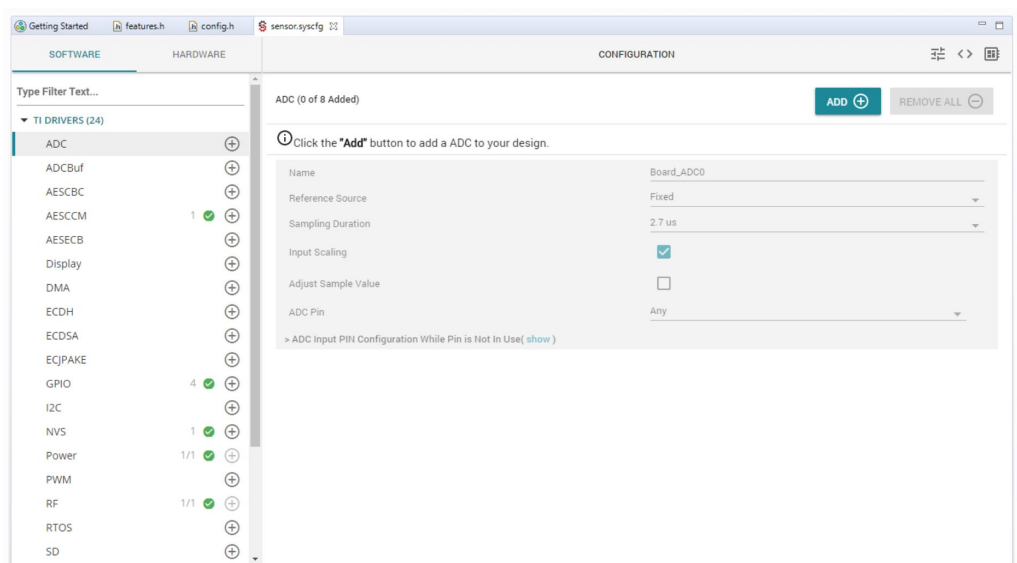 Getting Started features.h config.h sensor.syscfg
SOFTWARE HARDWARE CONFIGURATION
Type Filter Text...
TI DRIVERS (24)
ADC
ADCBuf
AESCBC
AESCCM 1
AESECB
Display
DMA
ECDH
ECDSA
ECJPAKE
GPIO 4
I2C
NVS 1
Power 1/1
PWM
RF 1/1
RTOS
SD
ADC (0 of 8 Added) ADD REMOVE ALL
Click the "Add" button to add a ADC to your design.
Name Board_ADC0
Reference Source Fixed
Sampling Duration 2.7 us
Input Scaling
Adjust Sample Value
ADC Pin Any
> ADC Input PIN Configuration While Pin is Not In Use( show )